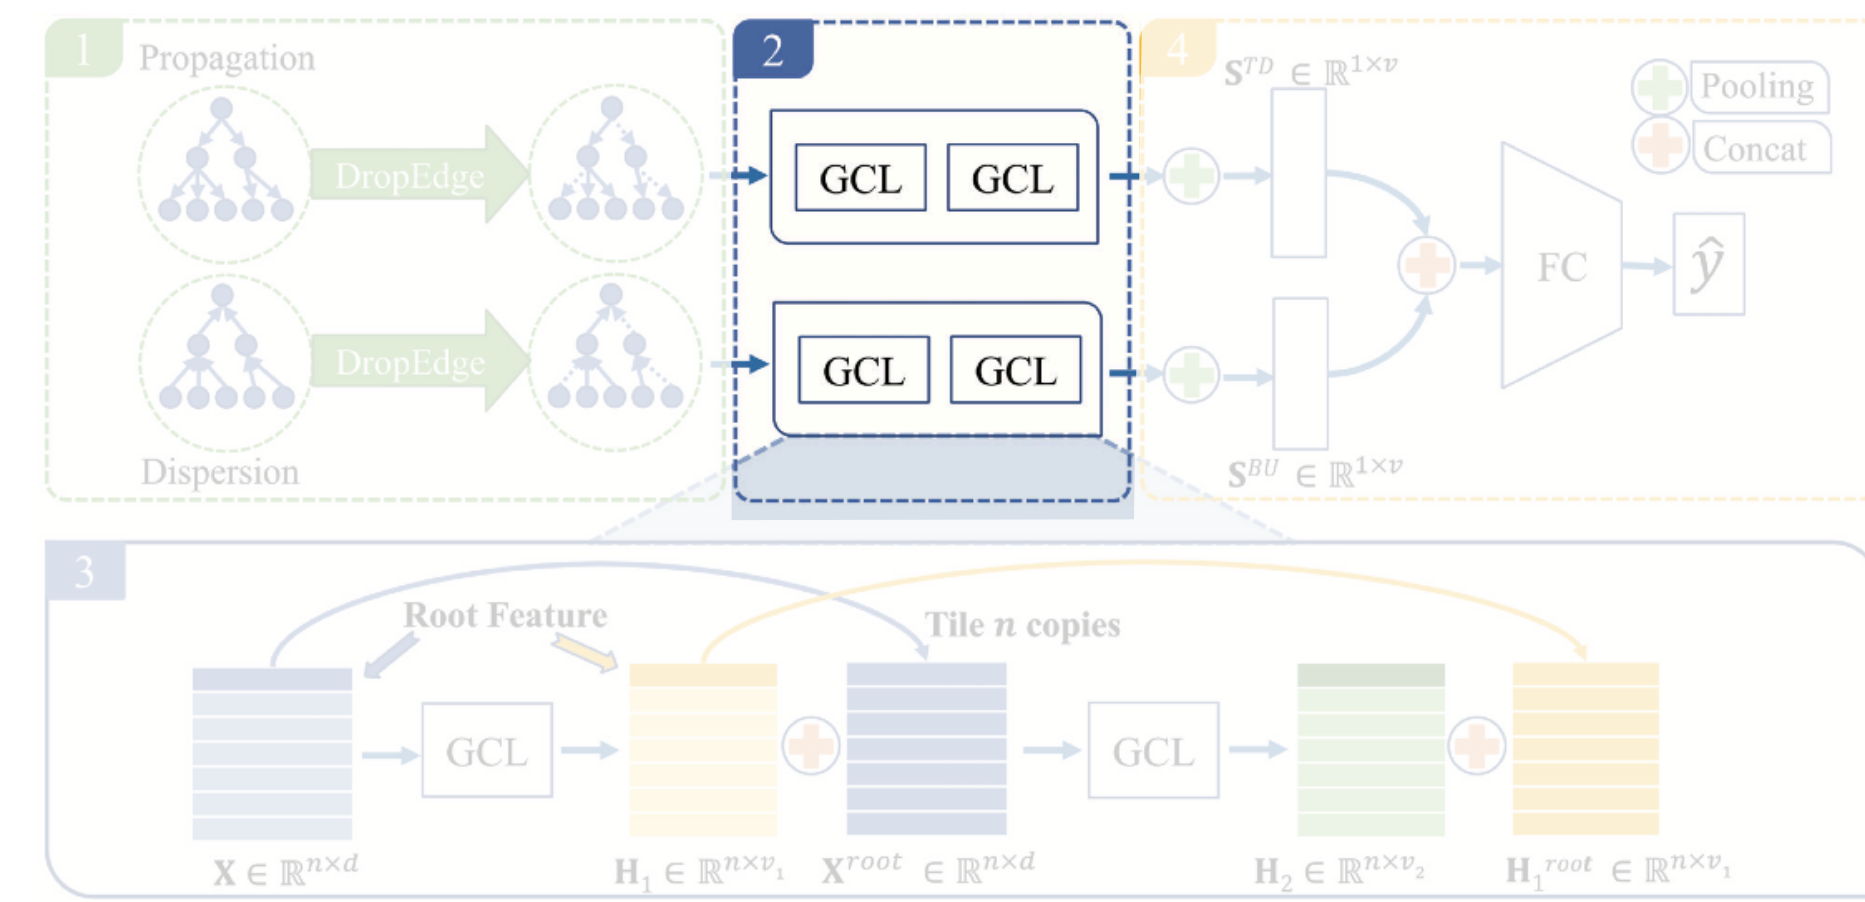 1
Propagation
DropEdge
DropEdge
Dispersion
2
GCL GCL
GCL GCL
4
S^{TD} ∈ ℝ^{1×v}
Pooling
Concat
FC
ŷ
S^{BU} ∈ ℝ^{1×v}
3
Root Feature
Tile n copies
GCL
GCL
X ∈ ℝ^{n×d}
H_1 ∈ ℝ^{n×v_1}
X^{root} ∈ ℝ^{n×d}
H_2 ∈ ℝ^{n×v_2}
H_1^{root} ∈ ℝ^{n×v_1}